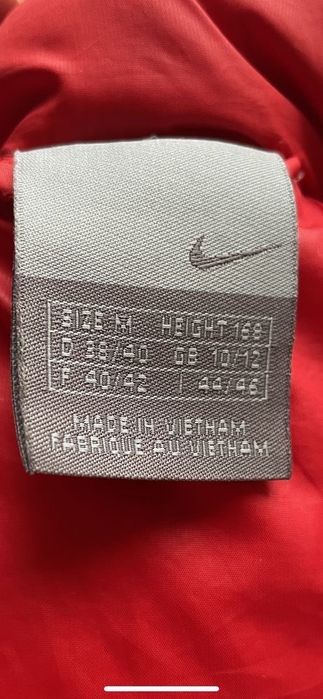 SIZE M HEIGHT 168
D 38/40 GB 10/12
F 40/42 I 44/46
MADE IN VIETNAM
FABRIQUE AU VIETNAM